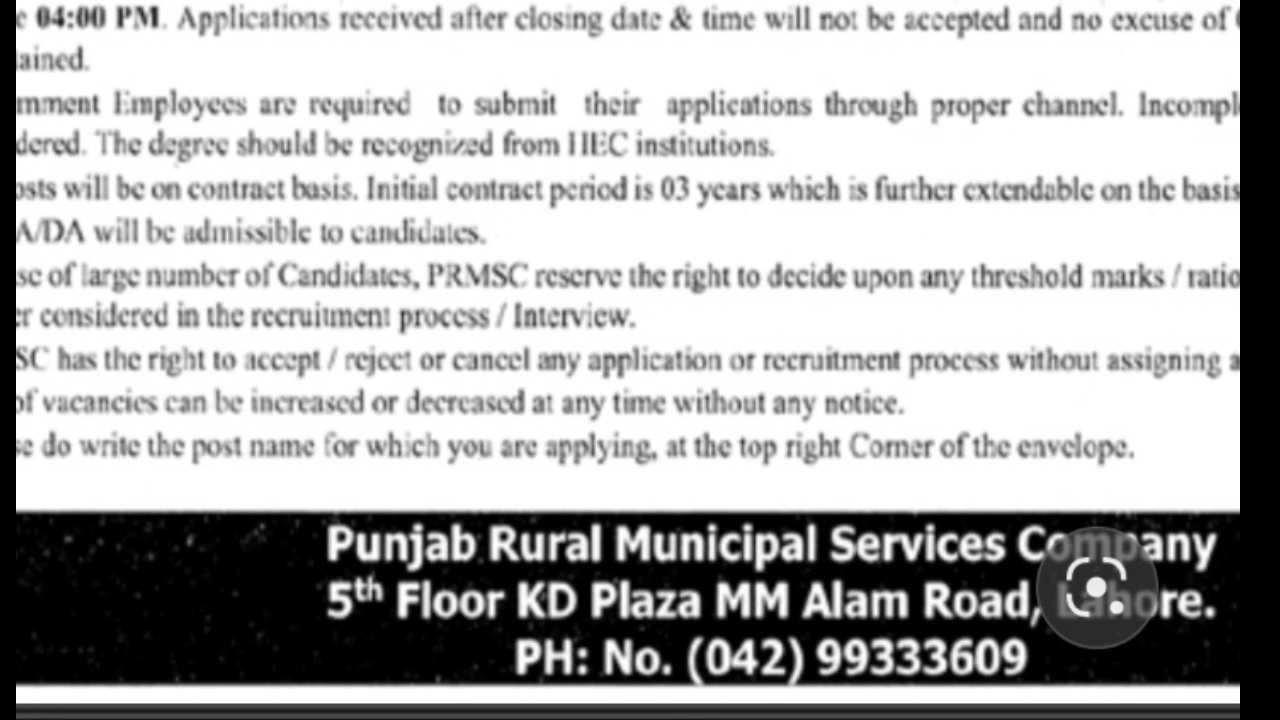 e 04:00 PM. Applications received after closing date & time will not be accepted and no excuse of
ained.
nment Employees are required to submit their applications through proper channel. Incompl
dered. The degree should be recognized from HEC institutions.
osts will be on contract basis. Initial contract period is 03 years which is further extendable on the basis
A/DA will be admissible to candidates.
se of large number of Candidates, PRMSC reserve the right to decide upon any threshold marks / ratio
er considered in the recruitment process / Interview.
SC has the right to accept / reject or cancel any application or recruitment process without assigning a
of vacancies can be increased or decreased at any time without any notice.
se do write the post name for which you are applying, at the top right Corner of the envelope.
Punjab Rural Municipal Services Company
5th Floor KD Plaza MM Alam Road, Lahore.
PH: No. (042) 99333609